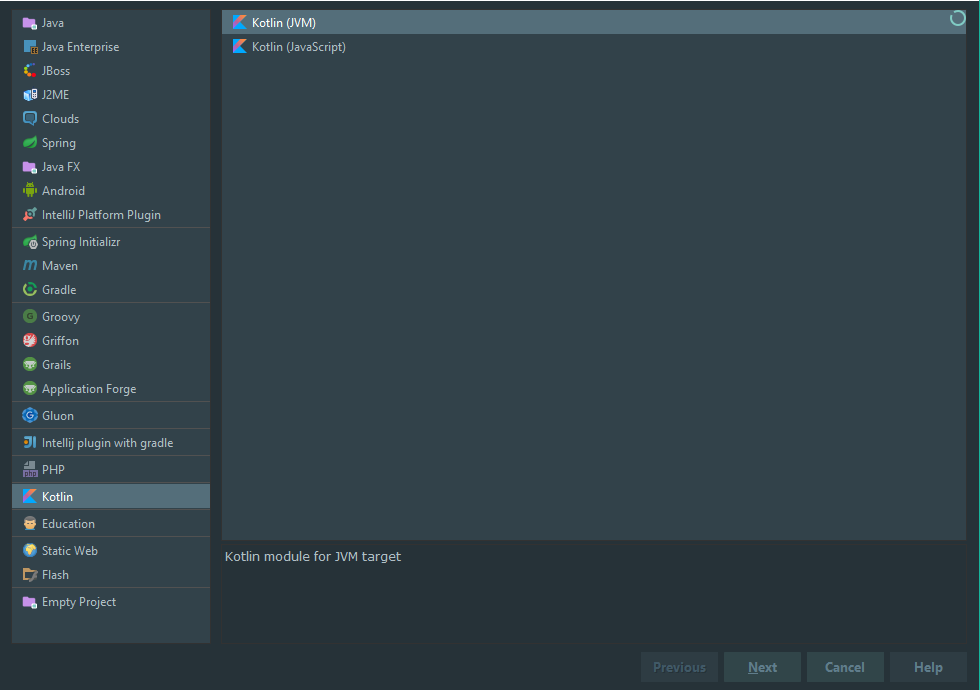 Java
Java Enterprise
JBoss
J2ME
Clouds
Spring
Java FX
Android
IntelliJ Platform Plugin
Spring Initializr
Maven
Gradle
Groovy
Griffon
Grails
Application Forge
Gluon
Intellij plugin with gradle
PHP
Kotlin
Education
Static Web
Flash
Empty Project
Kotlin (JVM)
Kotlin (JavaScript)
Kotlin module for JVM target
Previous Next Cancel Help